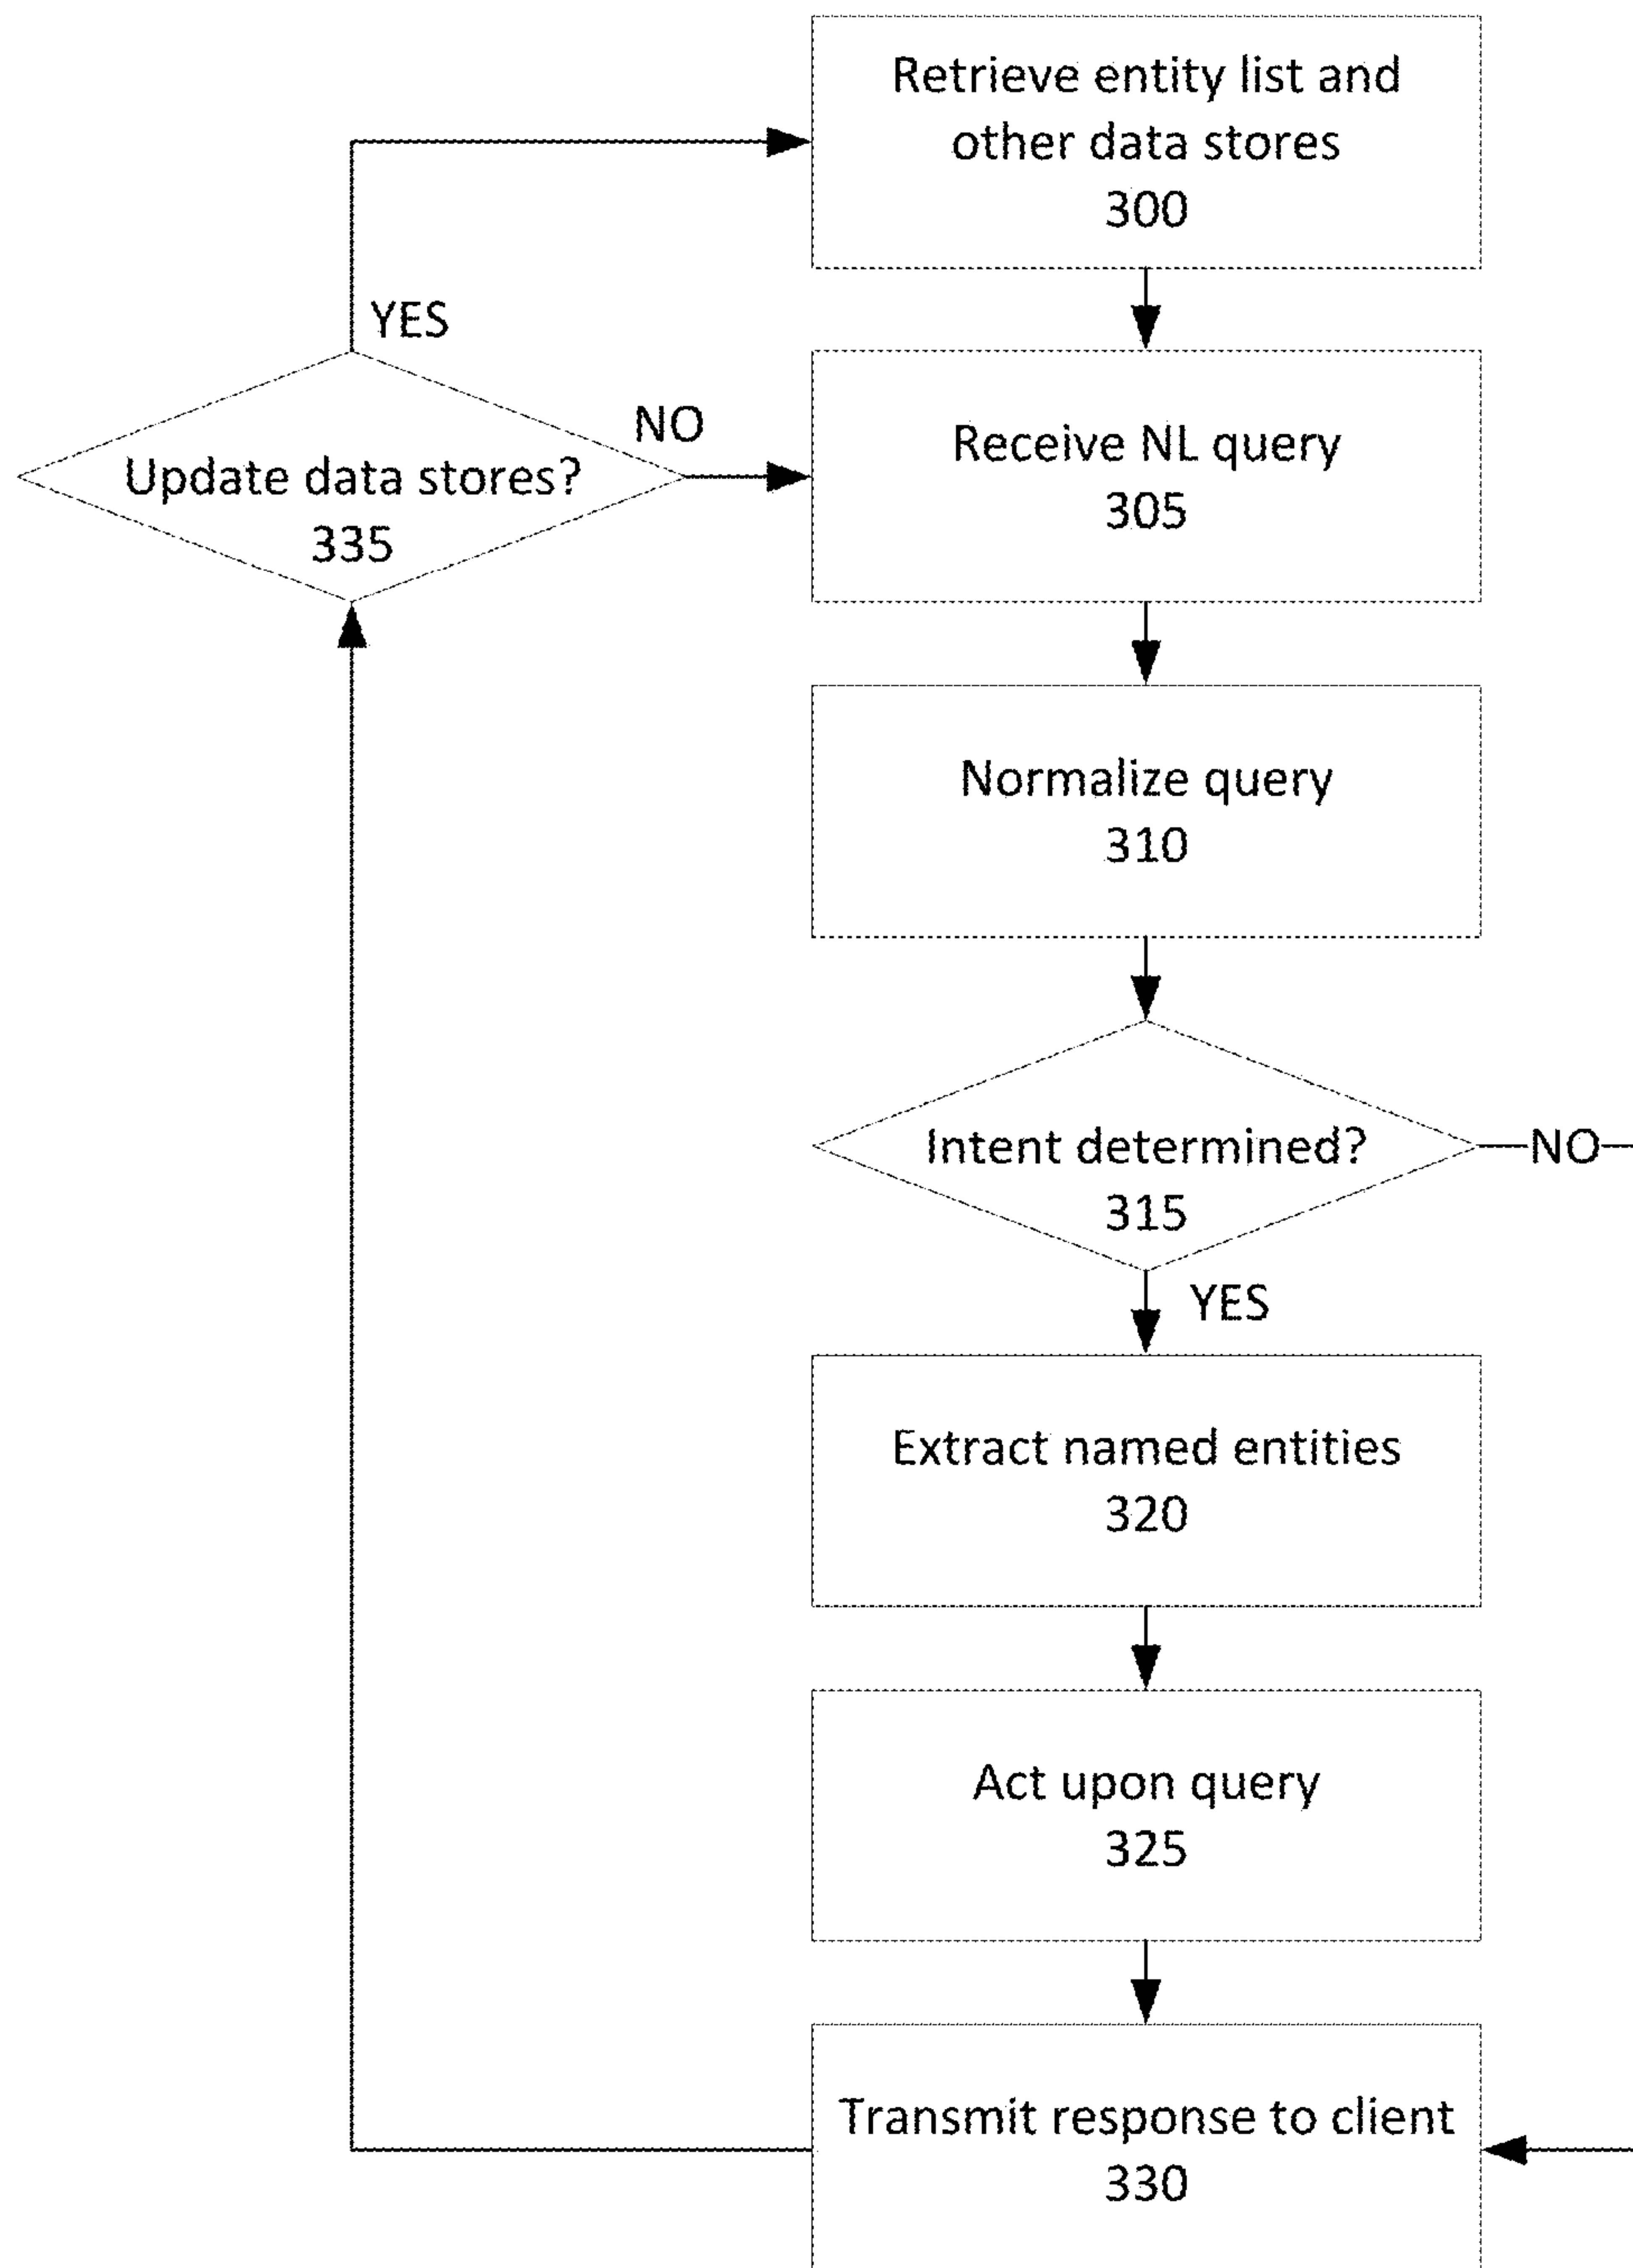 Retrieve entity list and
other data stores
300
YES
NO
Update data stores?
335
Receive NL query
305
Normalize query
310
Intent determined?
315
NO
YES
Extract named entities
320
Act upon query
325
Transmit response to client
330